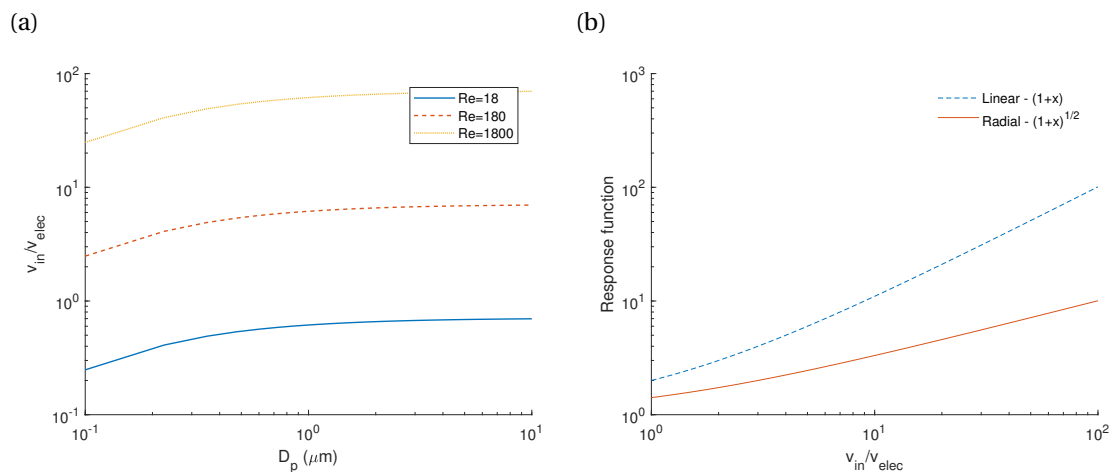 (a)
10^2
10^1
10^0
10^-1
v_in/v_elec
Re=18
Re=180
Re=1800
10^-1
10^0
10^1
D_p (μm)
(b)
10^3
10^2
10^1
10^0
Response function
Linear - (1+x)
Radial - (1+x)^1/2
10^0
10^1
10^2
v_in/v_elec